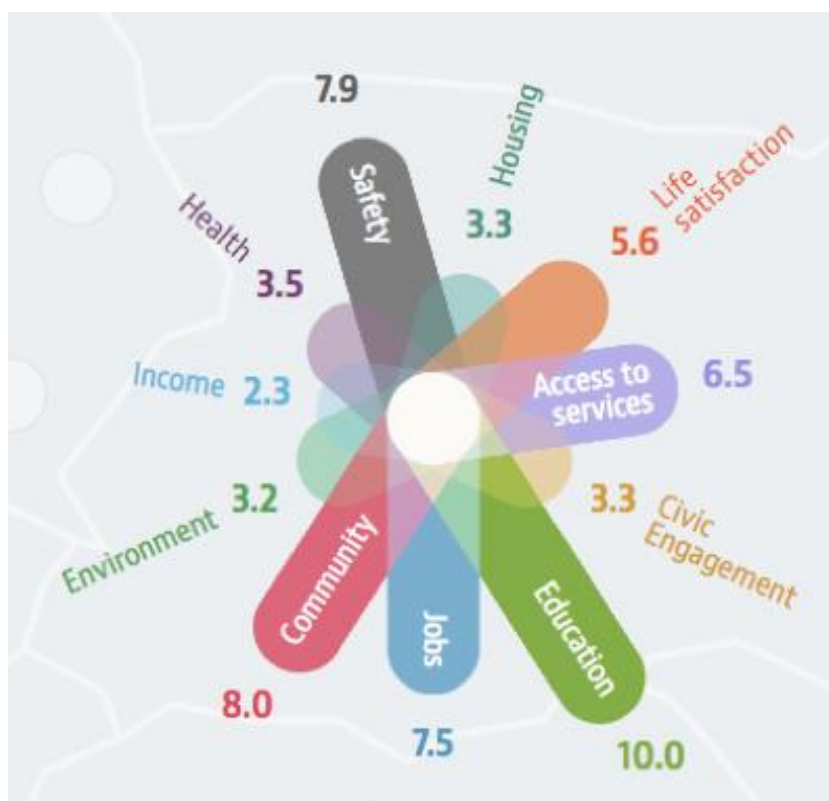 7.9
Safety
Housing
3.3
Life
satisfaction
5.6
Access to
services
6.5
3.3
Civic
Engagement
Education
10.0
Jobs
7.5
Community
8.0
Environment
3.2
Income
2.3
Health
3.5